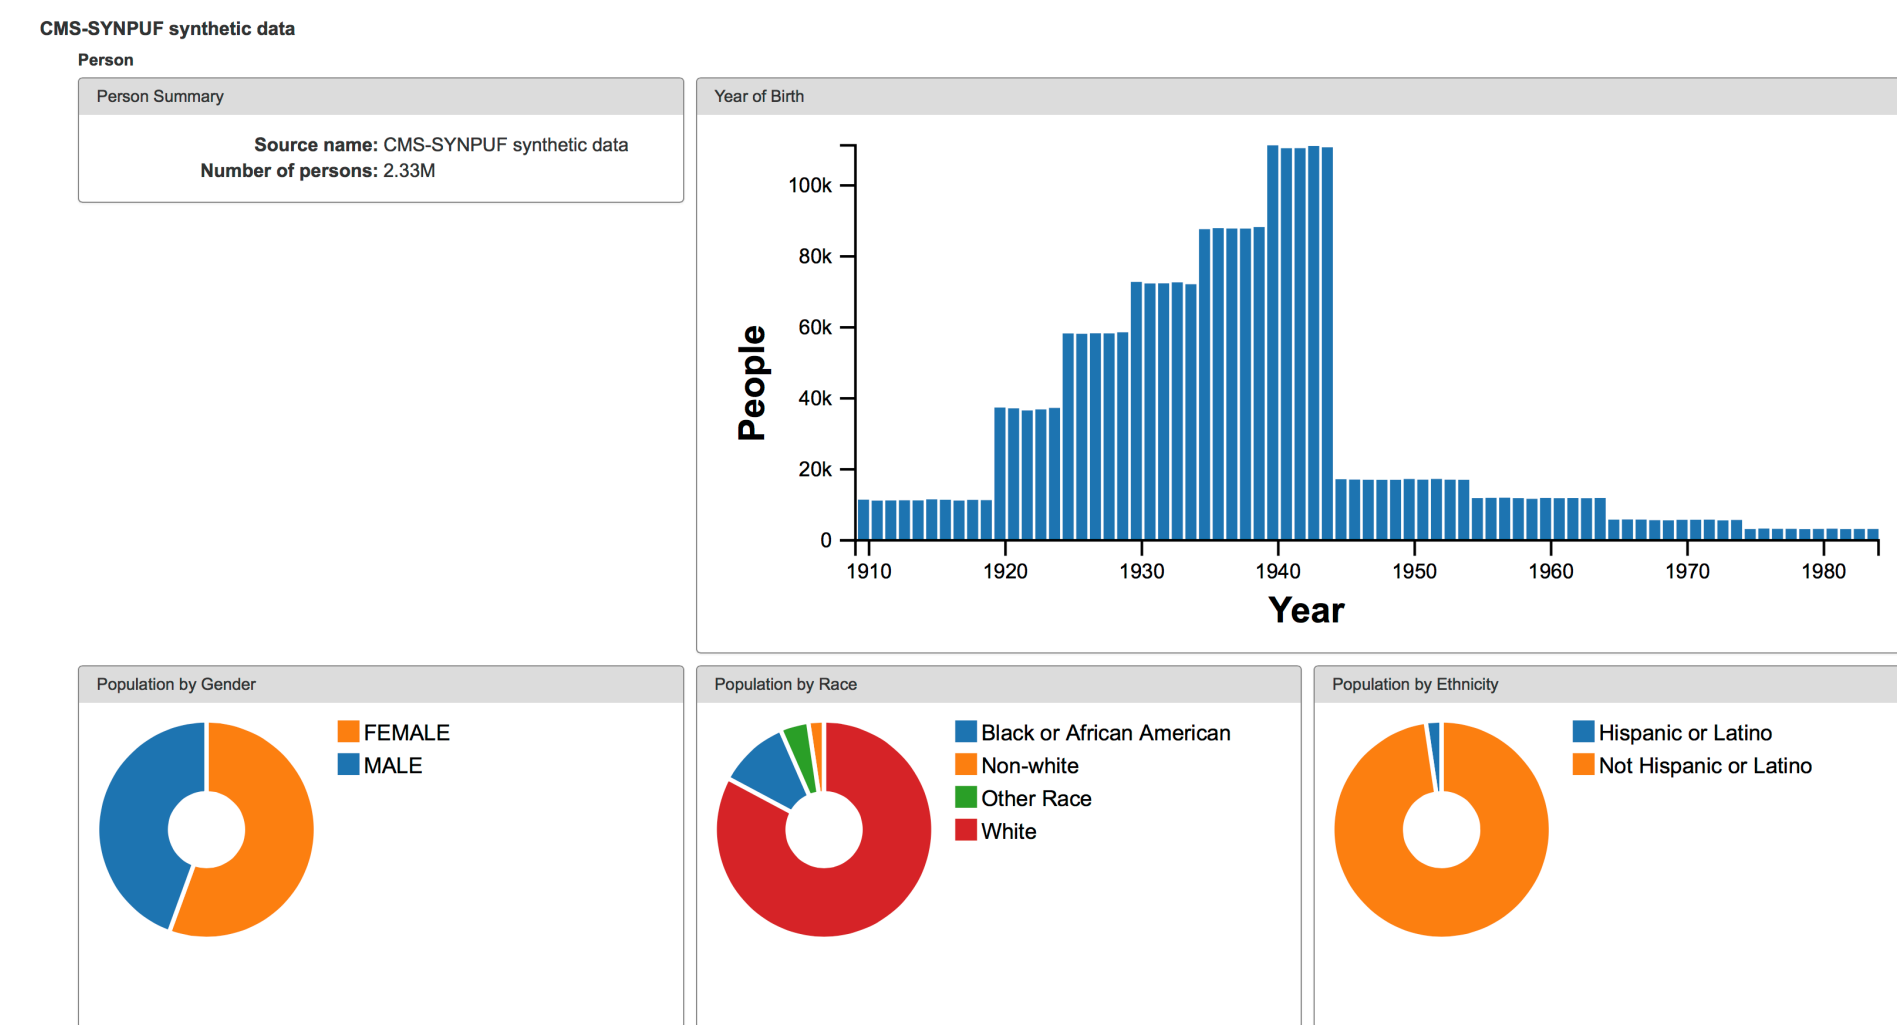 CMS-SYNPUF synthetic data
Person
Person Summary
Source name: CMS-SYNPUF synthetic data
Number of persons: 2.33M
Year of Birth
100k
80k
60k
40k
20k
0
People
1910 1920 1930 1940 1950 1960 1970 1980
Year
Population by Gender
FEMALE
MALE
Population by Race
Black or African American
Non-white
Other Race
White
Population by Ethnicity
Hispanic or Latino
Not Hispanic or Latino